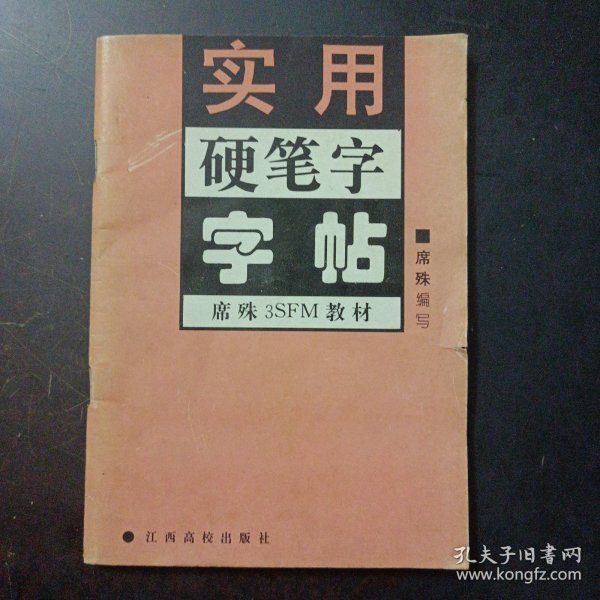 实用
硬笔字
字帖
席殊 3SFM 教材
■席殊编写
● 江西高校出版社
孔夫子旧书网
www.kongfz.com